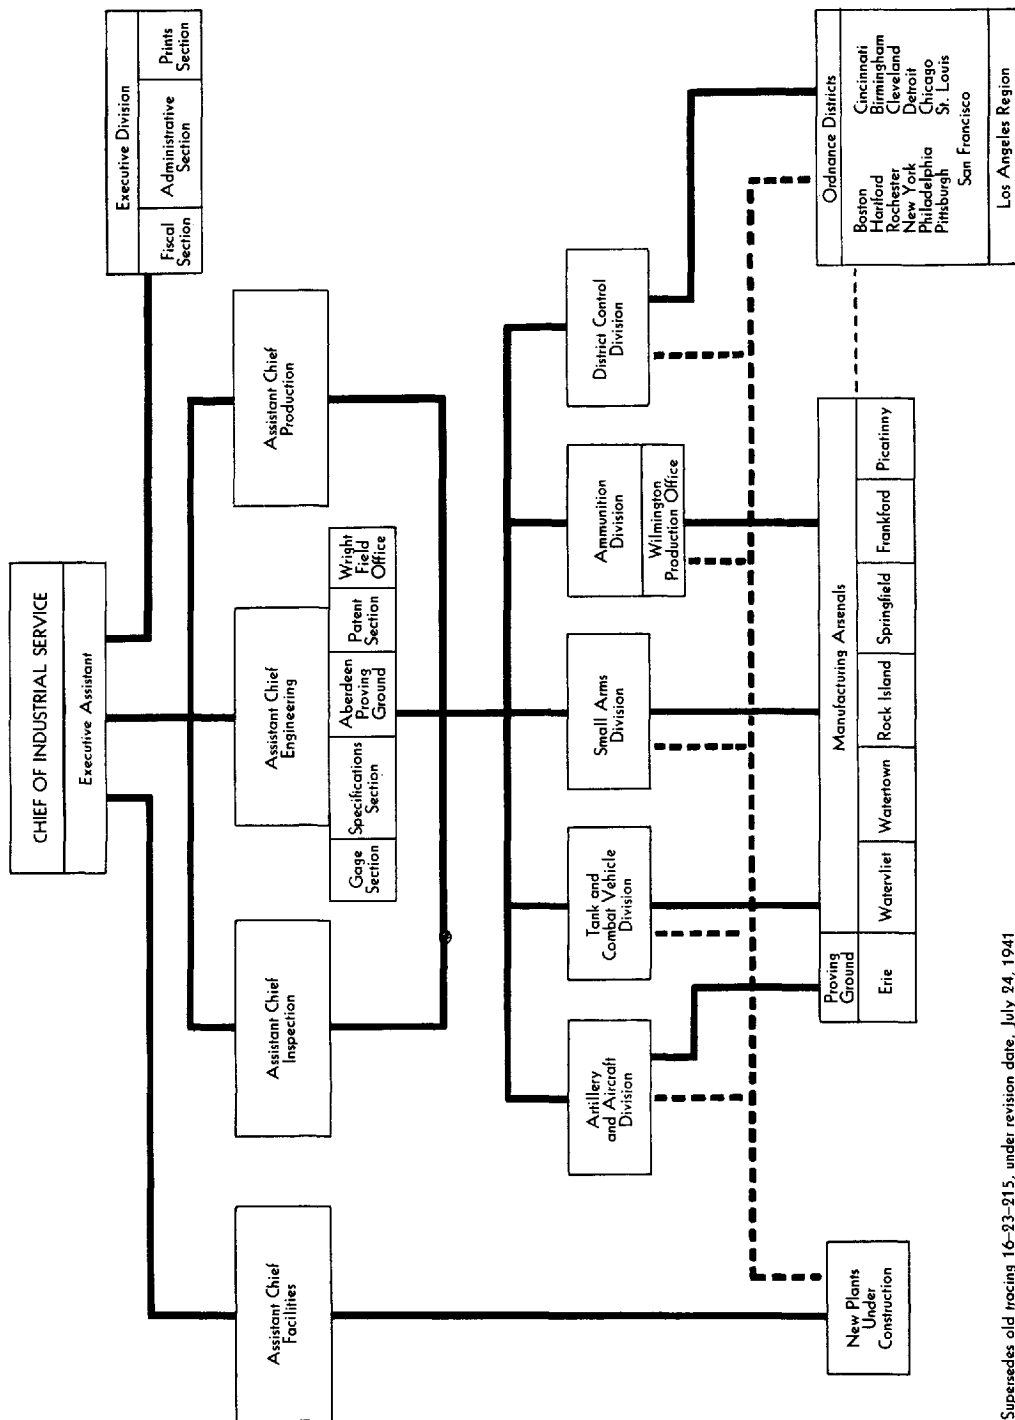 CHIEF OF INDUSTRIAL SERVICE
Executive Assistant
Executive Division
Fiscal
Section
Administrative
Section
Prints
Section
Assistant Chief
Facilities
Assistant Chief
Inspection
Assistant Chief
Engineering
Gage
Section
Specifications
Section
Aberdeen
Proving
Ground
Patent
Section
Wright
Field
Office
Assistant Chief
Production
Artillery
and Aircraft
Division
Tank and
Combat Vehicle
Division
Small Arms
Division
Ammunition
Division
Wilmington
Production Office
District Control
Division
New Plants
Under
Construction
Proving
Ground
Erie
Manufacturing Arsenals
Watervliet
Watertown
Rock Island
Springfield
Frankford
Picatinny
Ordnance Districts
Boston
Hartford
Rochester
New York
Philadelphia
Pittsburgh
Cincinnati
Birmingham
Cleveland
Detroit
Chicago
St. Louis
San Francisco
Los Angeles Region
Supersedes old tracing 16-23-215, under revision date, July 24, 1941